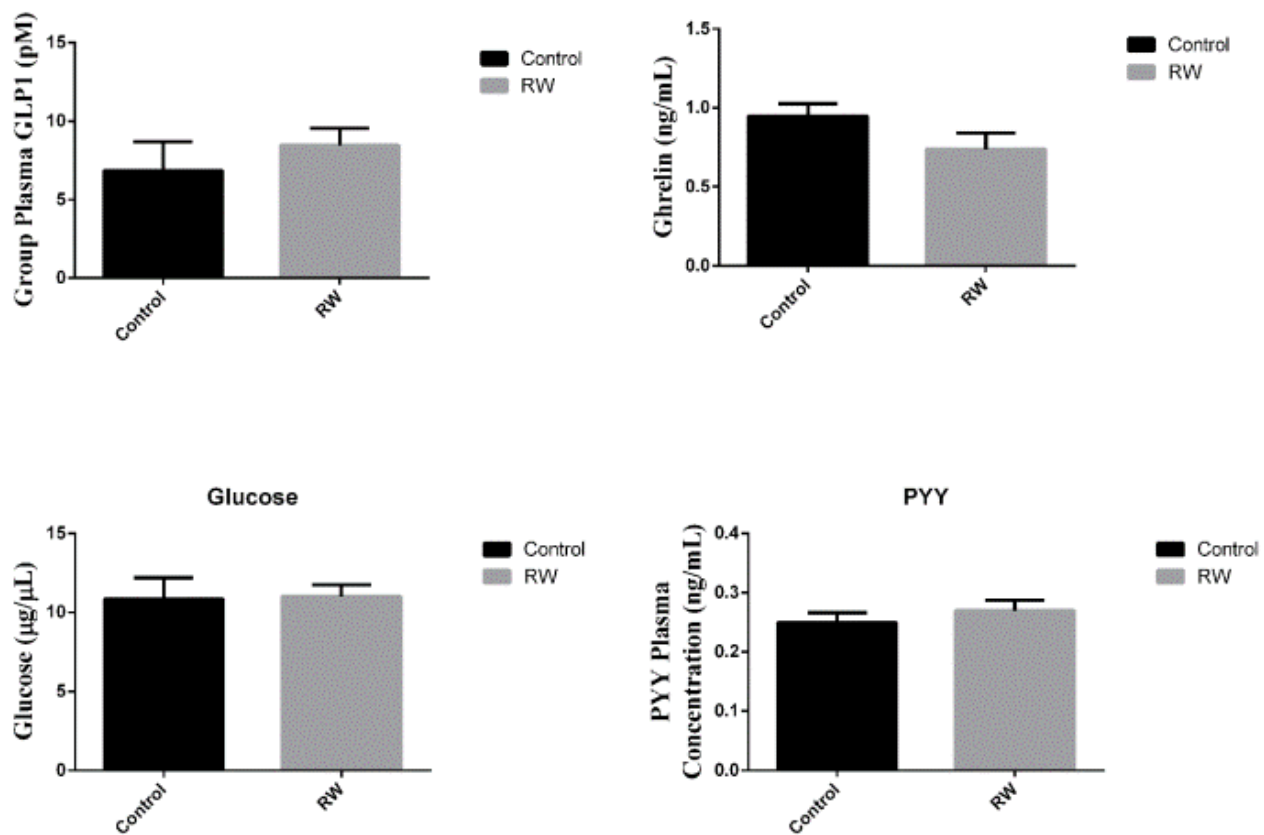 Group Plasma GLP1 (pM)
15
10
5
0
Control
RW
Control
RW
Ghrelin (ng/mL)
1.5
1.0
0.5
0.0
Control
RW
Control
RW
Glucose
Glucose (µg/µL)
15
10
5
0
Control
RW
Control
RW
PYY
PYY Plasma
Concentration (ng/mL)
0.4
0.3
0.2
0.1
0.0
Control
RW
Control
RW